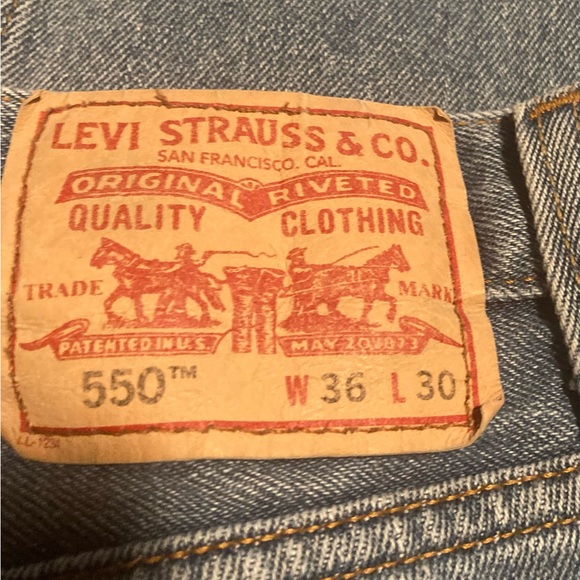 LEVI STRAUSS & CO.
SAN FRANCISCO. CAL.
ORIGINAL RIVETED
QUALITY CLOTHING
TRADE MARK
PATENTED IN U.S. MAY 20 1873
550™ W 36 L 30